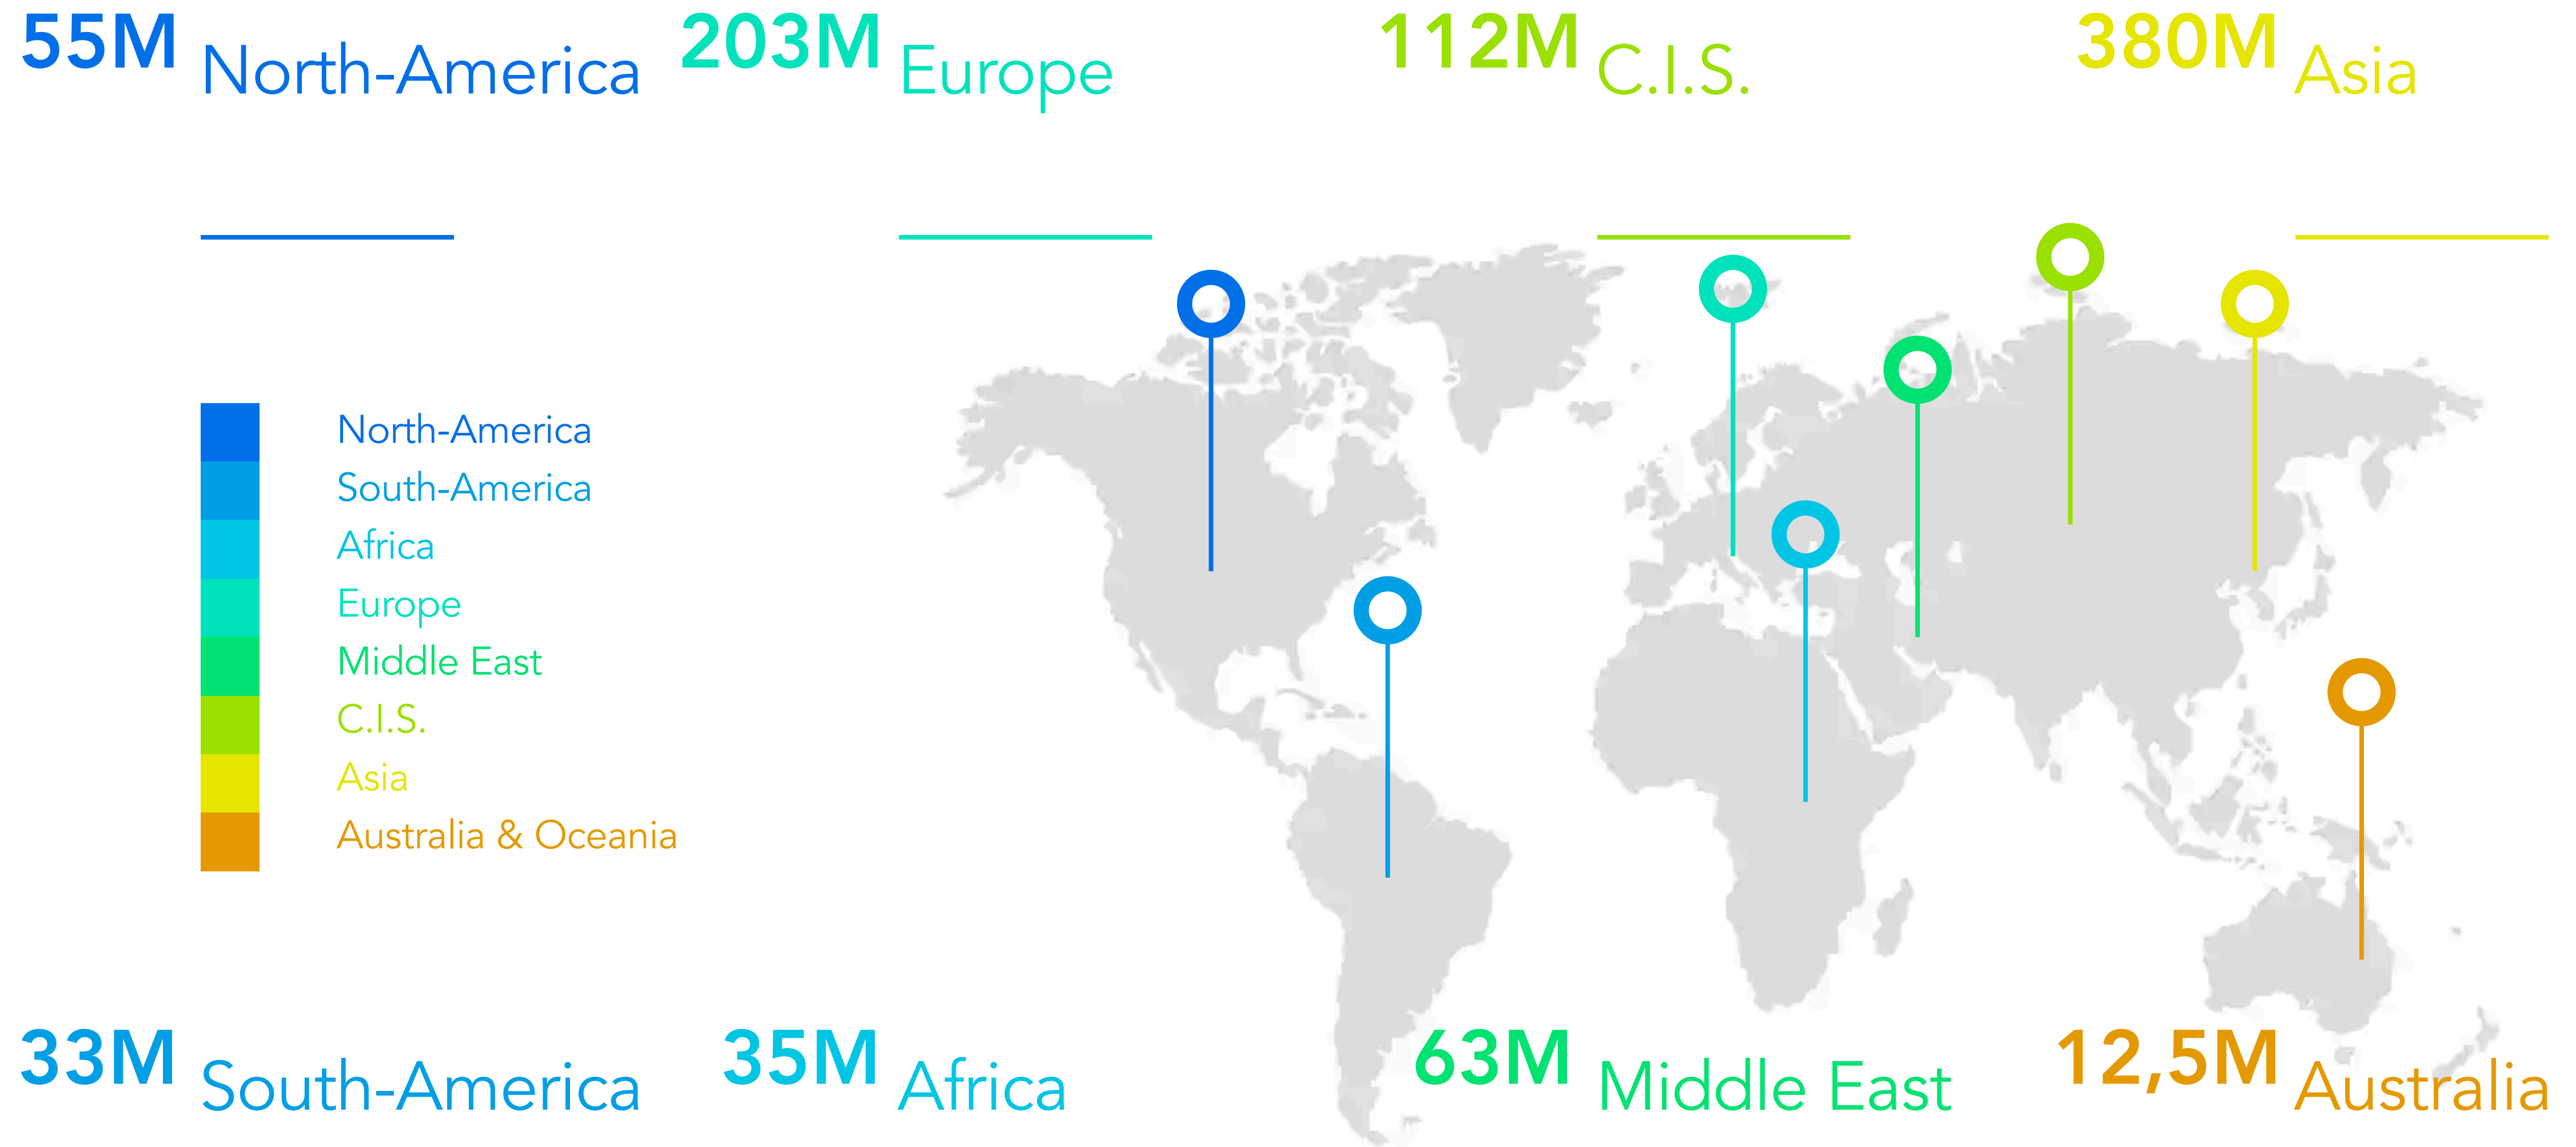 55M North-America
203M Europe
112M C.I.S.
380M Asia
North-America
South-America
Africa
Europe
Middle East
C.I.S.
Asia
Australia & Oceania
33M South-America
35M Africa
63M Middle East
12,5M Australia